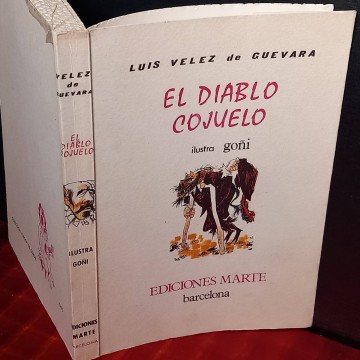 VELEZ
de
GUEVARA
EL
DIABLO
COJUELO
ILUSTRA
GOÑI
EDICIONES
MARTE
BARCELONA
LUIS VELEZ de GUEVARA
EL DIABLO
COJUELO
ilustra goñi
EDICIONES MARTE
barcelona